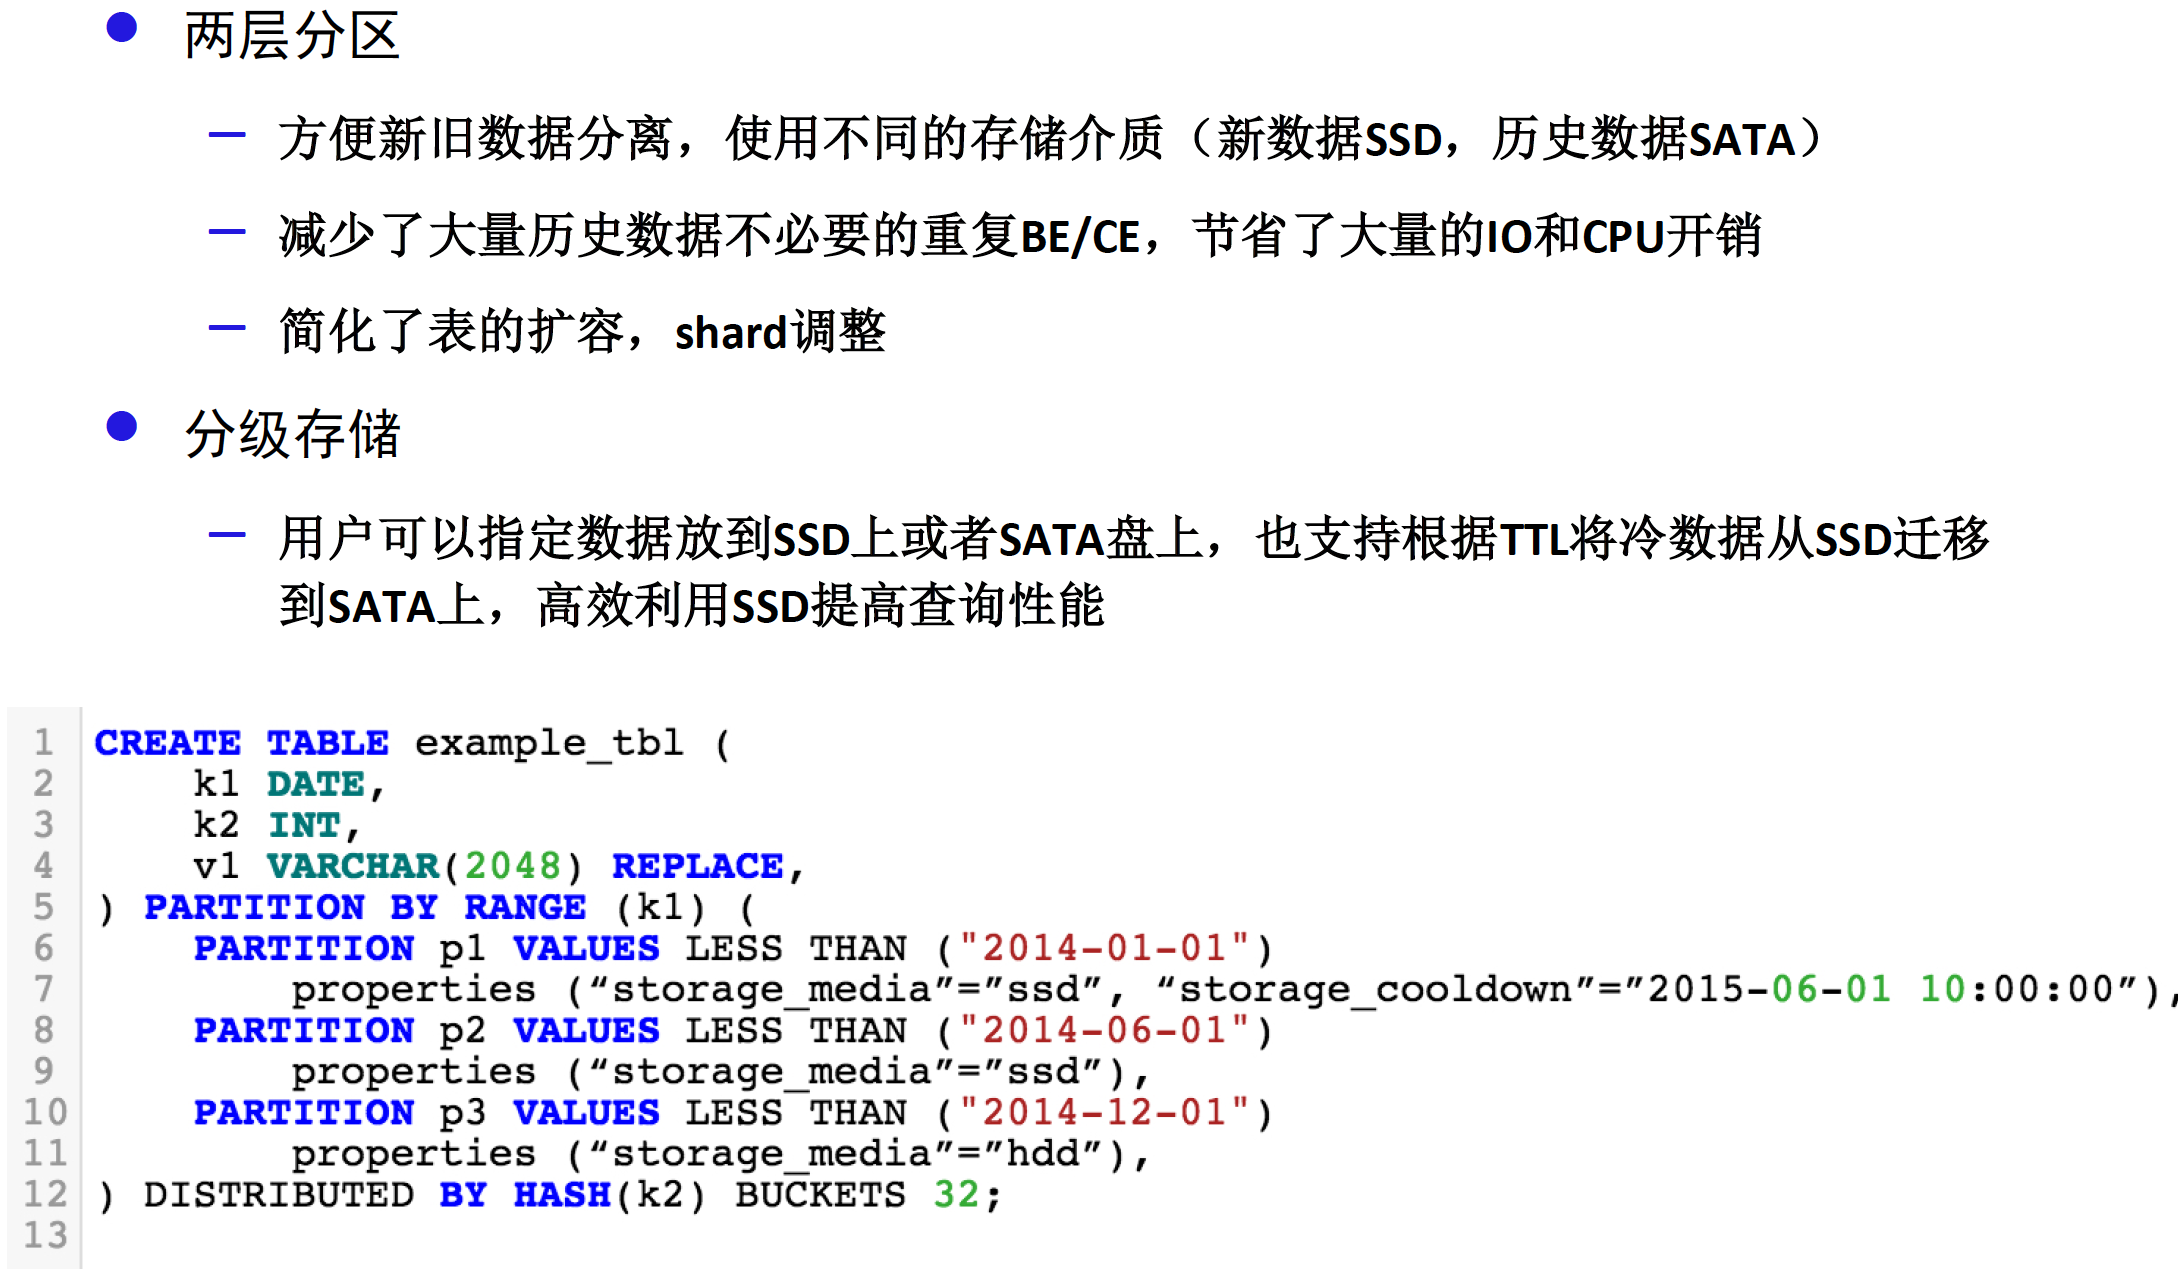 ● 两层分区
— 方便新旧数据分离，使用不同的存储介质（新数据SSD，历史数据SATA）
— 减少了大量历史数据不必要的重复BE/CE，节省了大量的IO和CPU开销
— 简化了表的扩容，shard调整
● 分级存储
— 用户可以指定数据放到SSD上或者SATA盘上，也支持根据TTL将冷数据从SSD迁移
到SATA上，高效利用SSD提高查询性能
1 CREATE TABLE example_tbl (
2     k1 DATE,
3     k2 INT,
4     v1 VARCHAR(2048) REPLACE,
5 ) PARTITION BY RANGE (k1) (
6     PARTITION p1 VALUES LESS THAN ("2014-01-01")
7         properties (“storage_media”=”ssd”, “storage_cooldown”=”2015-06-01 10:00:00”),
8     PARTITION p2 VALUES LESS THAN ("2014-06-01")
9         properties (“storage_media”=”ssd”),
10     PARTITION p3 VALUES LESS THAN ("2014-12-01")
11         properties (“storage_media”=”hdd”),
12 ) DISTRIBUTED BY HASH(k2) BUCKETS 32;
13